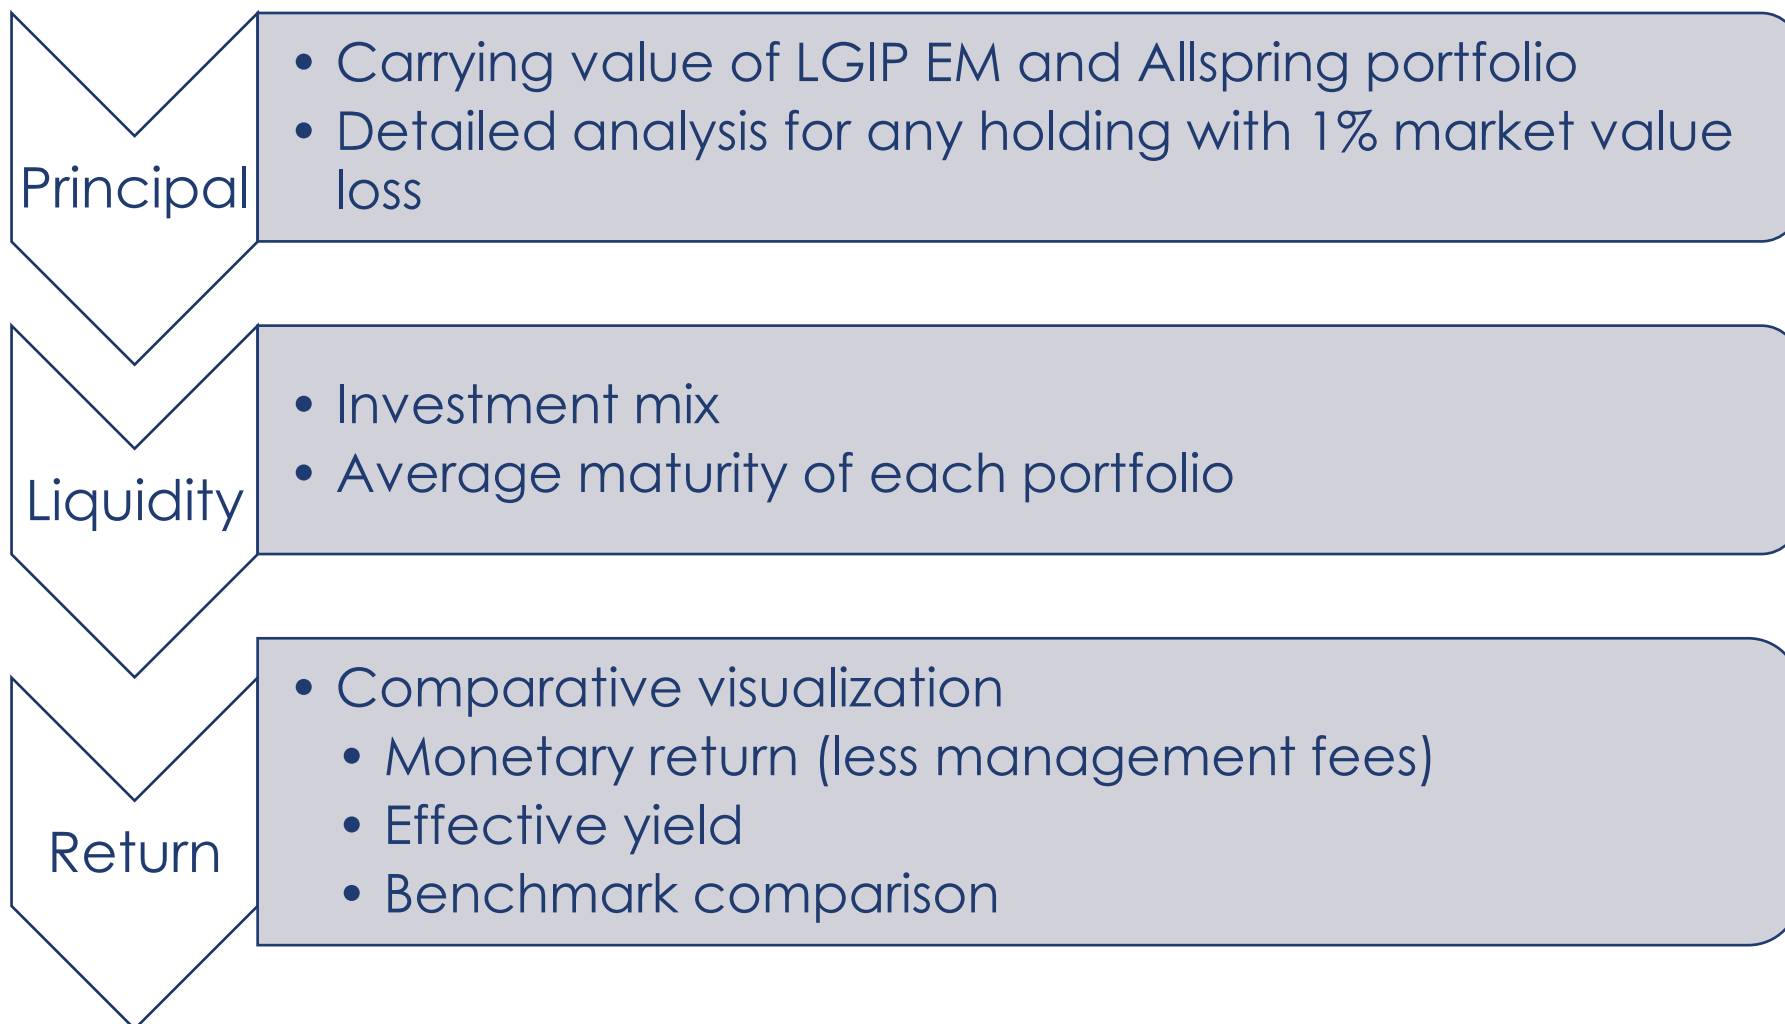 Principal
• Carrying value of LGIP EM and Allspring portfolio
• Detailed analysis for any holding with 1% market value
loss
Liquidity
• Investment mix
• Average maturity of each portfolio
Return
• Comparative visualization
• Monetary return (less management fees)
• Effective yield
• Benchmark comparison